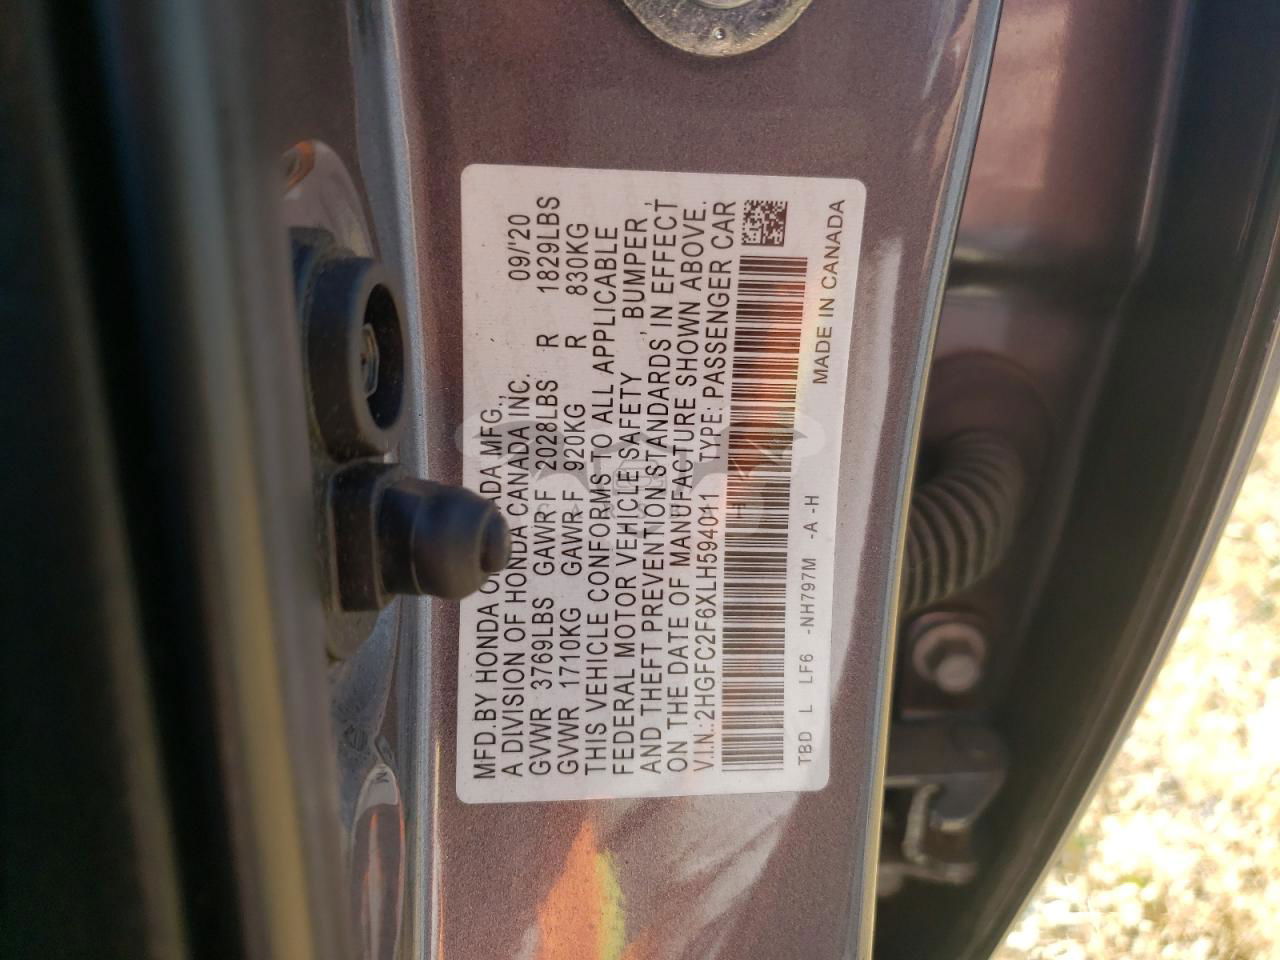 MFD.BY HONDA OF CANADA MFG.,
A DIVISION OF HONDA CANADA INC. 09/'20
GVWR 3769LBS GAWR F 2028LBS R 1829LBS
GVWR 1710KG GAWR F 920KG R 830KG
THIS VEHICLE CONFORMS TO ALL APPLICABLE
FEDERAL MOTOR VEHICLE SAFETY , BUMPER ,
AND THEFT PREVENTION STANDARDS IN EFFECT
ON THE DATE OF MANUFACTURE SHOWN ABOVE.
V.I.N.:2HGFC2F6XLH594011 TYPE: PASSENGER CAR
TBD L LF6 -NH797M -A-H MADE IN CANADA